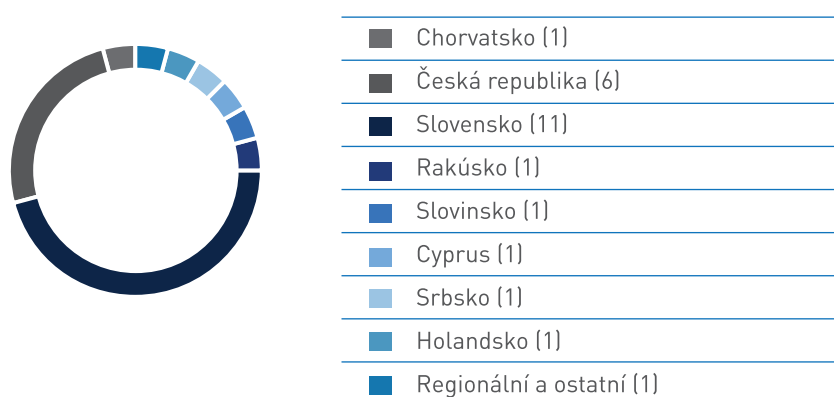 Chorvatsko (1)
Česká republika (6)
Slovensko (11)
Rakúsko (1)
Slovinsko (1)
Cyprus (1)
Srbsko (1)
Holandsko (1)
Regionální a ostatní (1)